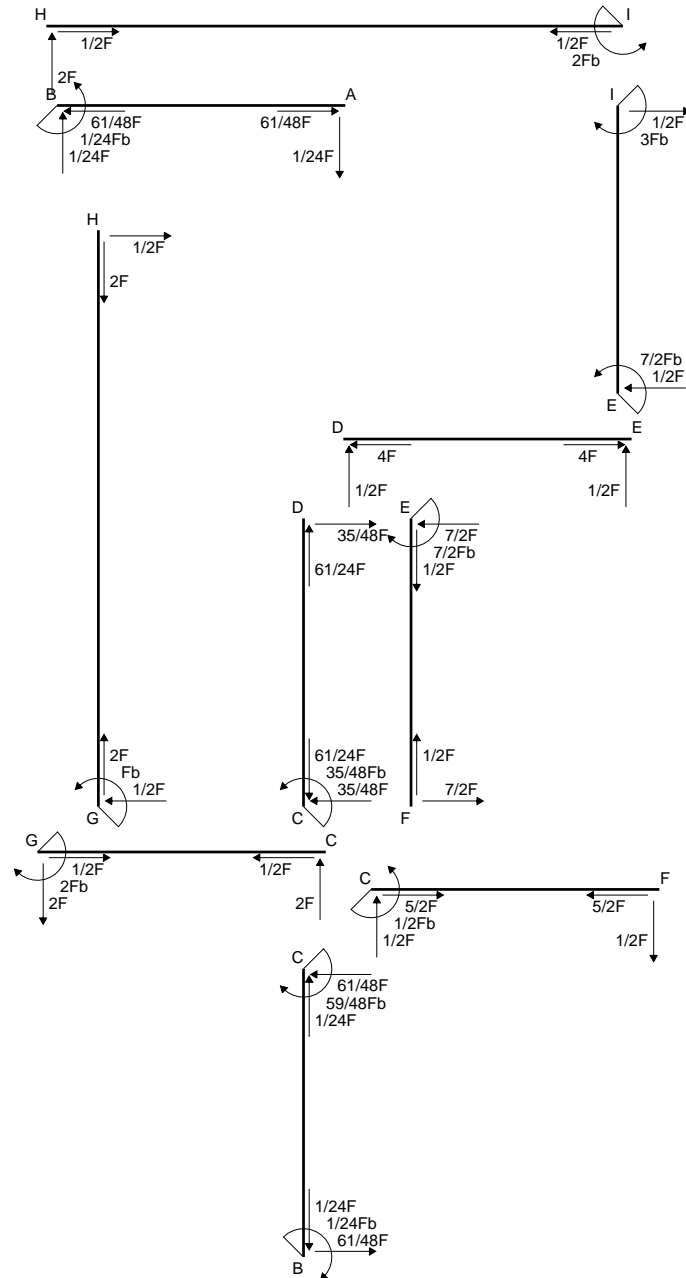 H I
1/2F 1/2F
2Fb
2F
B A
61/48F 61/48F
1/24Fb
1/24F 1/24F
I
1/2F
3Fb
H
1/2F
2F
7/2Fb
1/2F
E
D E
4F 4F
1/2F 1/2F
D E
35/48F 7/2F
7/2Fb
61/24F 1/2F
2F 61/24F 1/2F
Fb 35/48Fb
1/2F 35/48F 7/2F
G C F
G C
1/2F 1/2F
2Fb
2F 2F
C F
5/2F 5/2F
1/2Fb
1/2F 1/2F
C
61/48F
59/48Fb
1/24F
1/24F
1/24Fb
61/48F
B